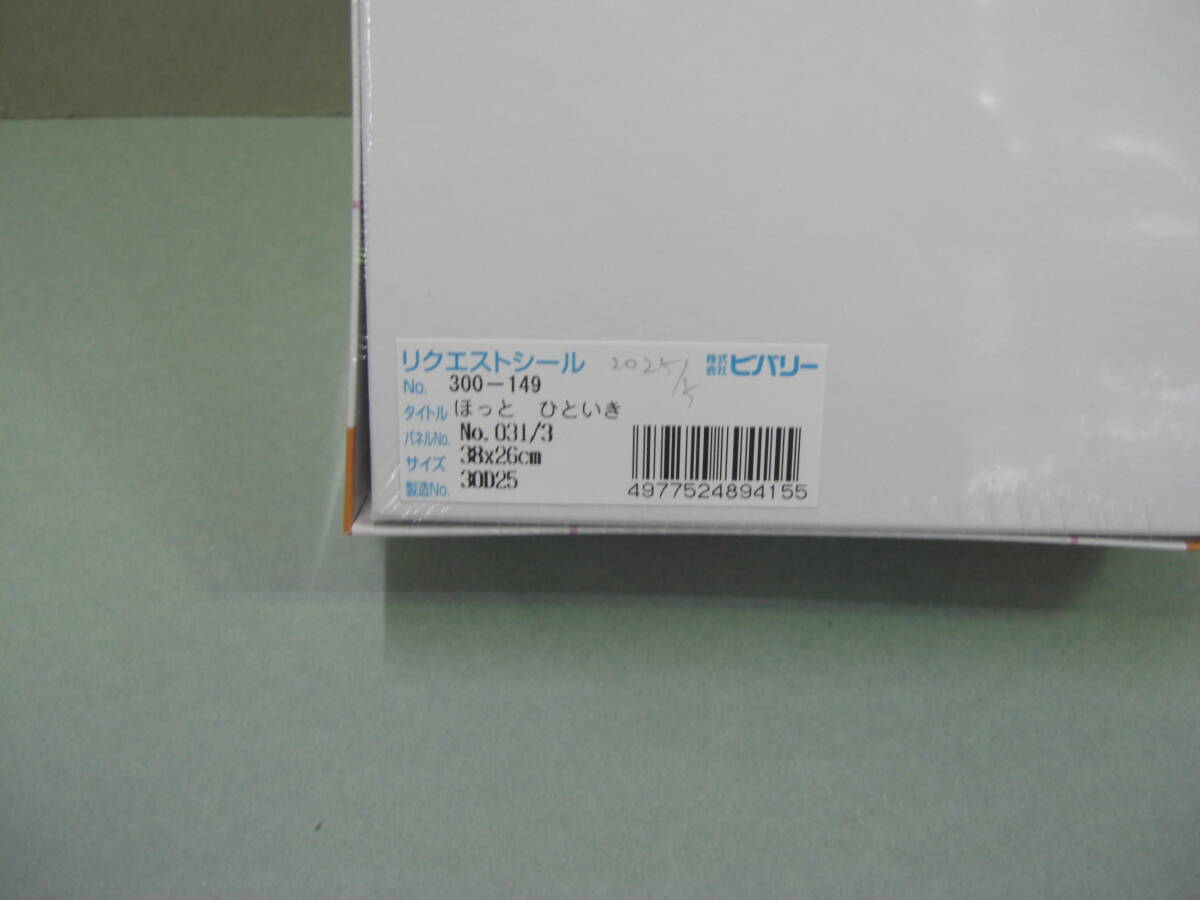 リクエストシール 2025/5 株式会社ビバリー
No. 300-149
タイトル ほっと ひといき
パネルNo. No.031/3
サイズ 38x26cm
製造No. 30D25
4977524894155